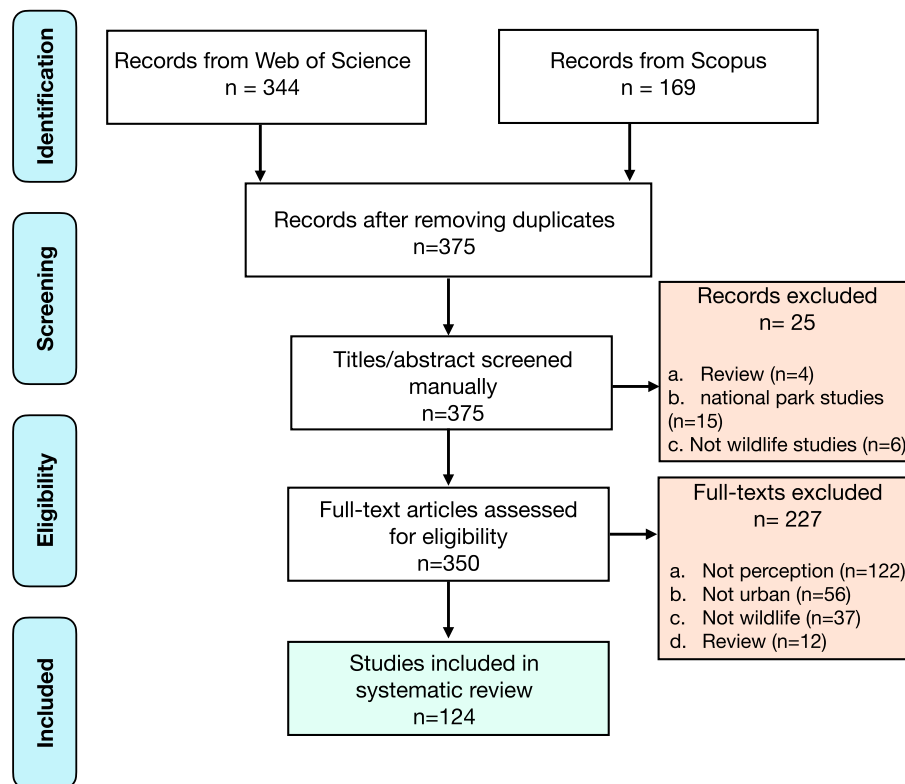 Identification
Records from Web of Science
n = 344
Records from Scopus
n = 169
Records after removing duplicates
n=375
Screening
Titles/abstract screened
manually
n=375
Records excluded
n= 25
a. Review (n=4)
b. national park studies
(n=15)
c. Not wildlife studies (n=6)
Eligibility
Full-text articles assessed
for eligibility
n=350
Full-texts excluded
n= 227
a. Not perception (n=122)
b. Not urban (n=56)
c. Not wildlife (n=37)
d. Review (n=12)
Included
Studies included in
systematic review
n=124